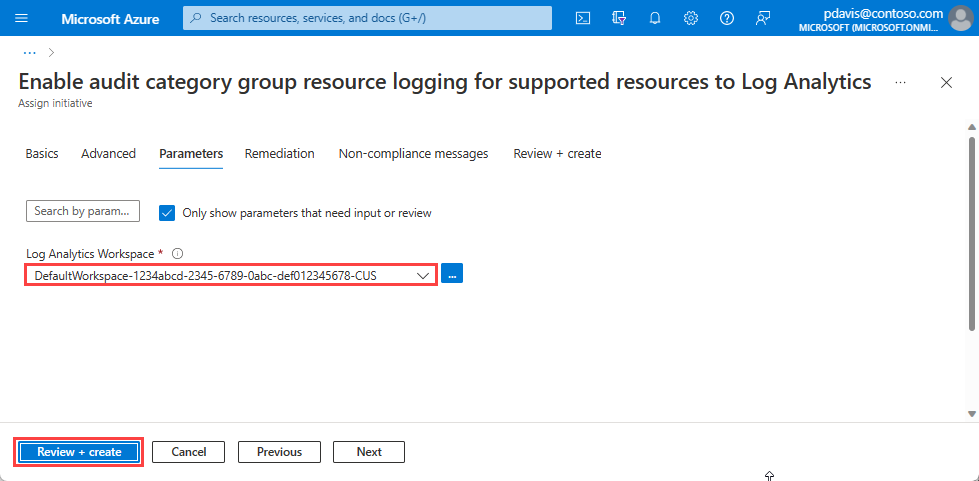 Microsoft Azure
Search resources, services, and docs (G+/)
pdavis@contoso.com
MICROSOFT (MICROSOFT.ONMI...
...
Enable audit category group resource logging for supported resources to Log Analytics ...
Assign initiative
Basics Advanced Parameters Remediation Non-compliance messages Review + create
Search by param... Only show parameters that need input or review
Log Analytics Workspace *
DefaultWorkspace-1234abcd-2345-6789-0abc-def012345678-CUS ...
Review + create Cancel Previous Next